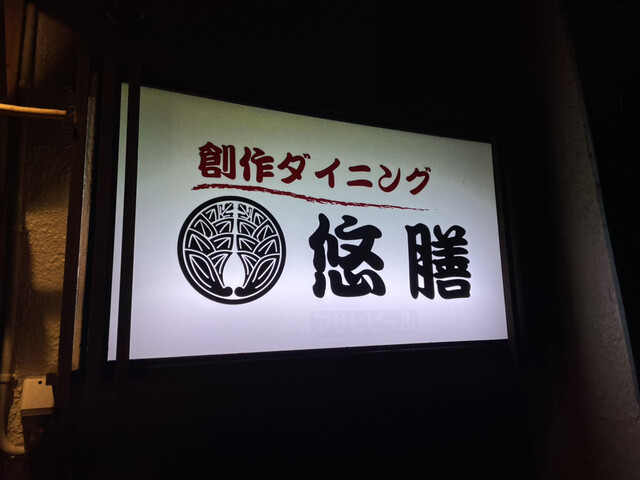 創作ダイニング
悠膳
アサヒビール